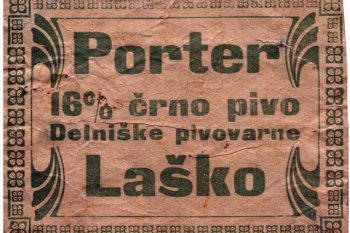 Porter
16% črno pivo
Delniške pivovarne
Laško